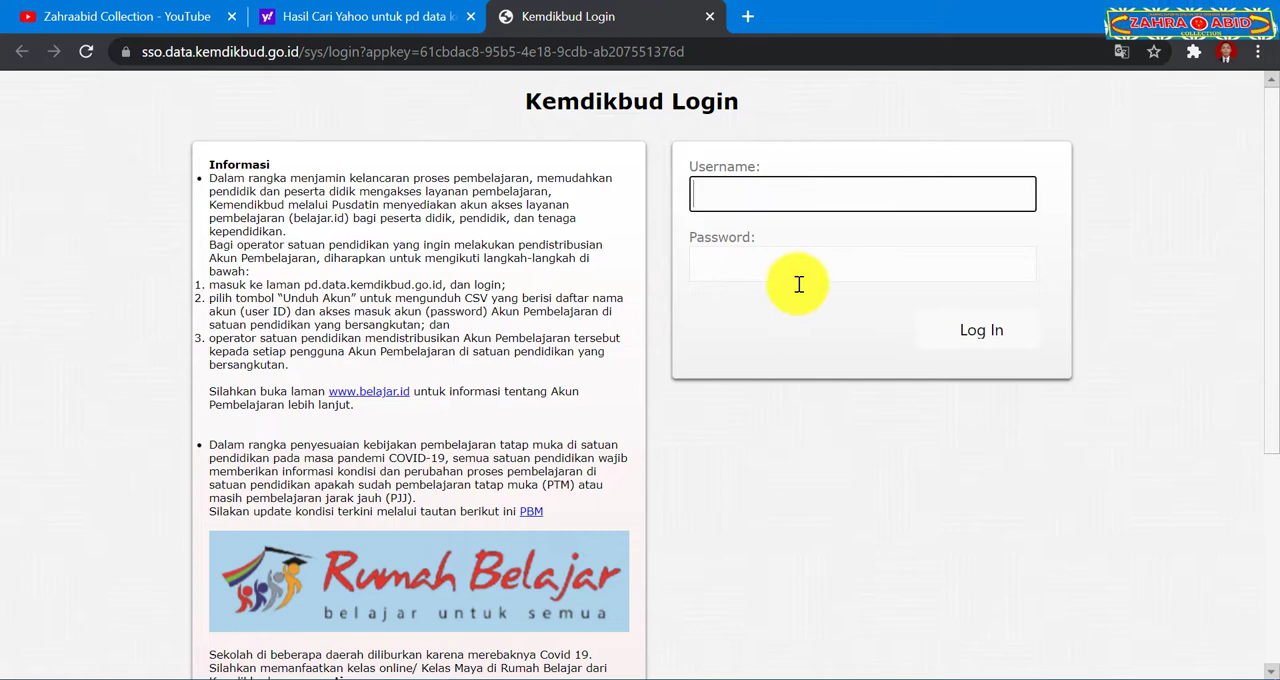 Zahraabid Collection - YouTube
Hasil Cari Yahoo untuk pd data k
Kemdikbud Login
ZAHRA ABID
COLLECTION
sso.data.kemdikbud.go.id/sys/login?appkey=61cbdac8-95b5-4e18-9cdb-ab207551376d
Kemdikbud Login
Informasi
• Dalam rangka menjamin kelancaran proses pembelajaran, memudahkan
pendidik dan peserta didik mengakses layanan pembelajaran,
Kemendikbud melalui Pusdatin menyediakan akun akses layanan
pembelajaran (belajar.id) bagi peserta didik, pendidik, dan tenaga
kependidikan.
Bagi operator satuan pendidikan yang ingin melakukan pendistribusian
Akun Pembelajaran, diharapkan untuk mengikuti langkah-langkah di
bawah:
1. masuk ke laman pd.data.kemdikbud.go.id, dan login;
2. pilih tombol “Unduh Akun” untuk mengunduh CSV yang berisi daftar nama
akun (user ID) dan akses masuk akun (password) Akun Pembelajaran di
satuan pendidikan yang bersangkutan; dan
3. operator satuan pendidikan mendistribusikan Akun Pembelajaran tersebut
kepada setiap pengguna Akun Pembelajaran di satuan pendidikan yang
bersangkutan.
Silahkan buka laman www.belajar.id untuk informasi tentang Akun
Pembelajaran lebih lanjut.
• Dalam rangka penyesuaian kebijakan pembelajaran tatap muka di satuan
pendidikan pada masa pandemi COVID-19, semua satuan pendidikan wajib
memberikan informasi kondisi dan perubahan proses pembelajaran di
satuan pendidikan apakah sudah pembelajaran tatap muka (PTM) atau
masih pembelajaran jarak jauh (PJJ).
Silakan update kondisi terkini melalui tautan berikut ini PBM
Rumah Belajar
belajar untuk semua
Sekolah di beberapa daerah diliburkan karena merebaknya Covid 19.
Silahkan memanfaatkan kelas online/ Kelas Maya di Rumah Belajar dari
Username:
Password:
Log In